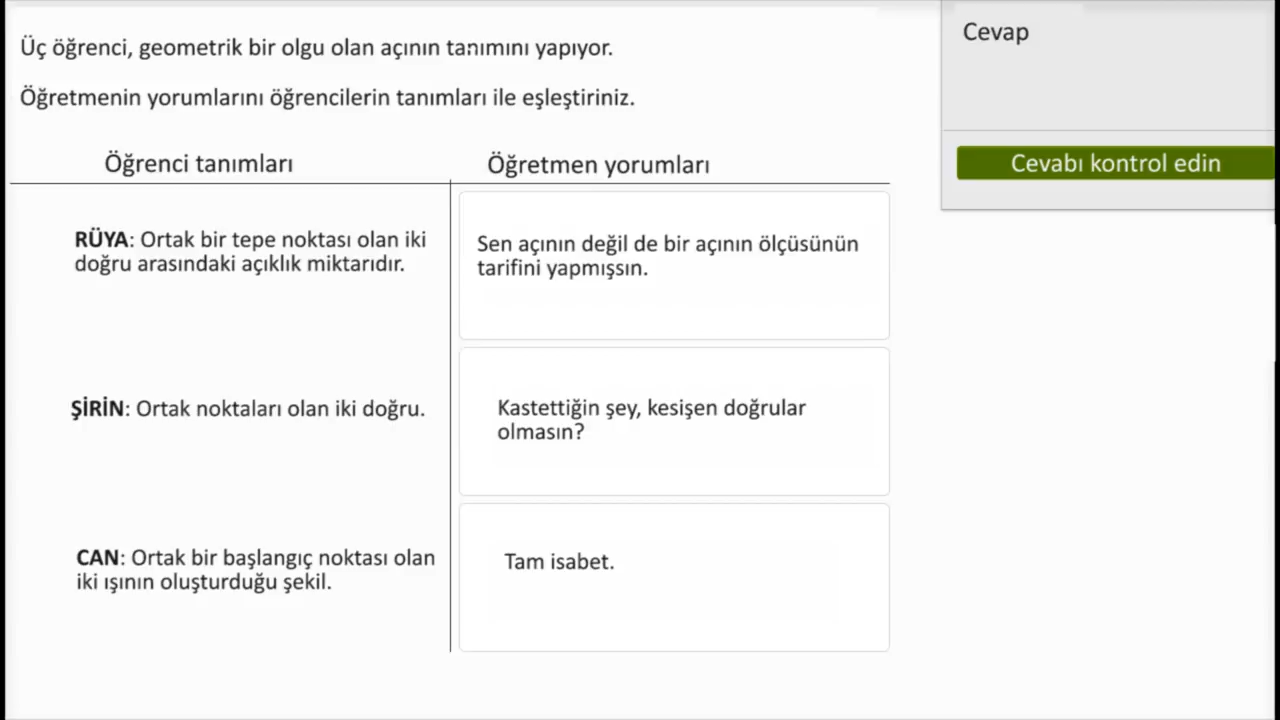 Üç öğrenci, geometrik bir olgu olan açının tanımını yapıyor.
Öğretmenin yorumlarını öğrencilerin tanımları ile eşleştiriniz.
Cevap
Cevabı kontrol edin
Öğrenci tanımları
Öğretmen yorumları
RÜYA: Ortak bir tepe noktası olan iki
doğru arasındaki açıklık miktarıdır.
Sen açının değil de bir açının ölçüsünün
tarifini yapmışsın.
ŞİRİN: Ortak noktaları olan iki doğru.
Kastettiğin şey, kesişen doğrular
olmasın?
CAN: Ortak bir başlangıç noktası olan
iki ışının oluşturduğu şekil.
Tam isabet.